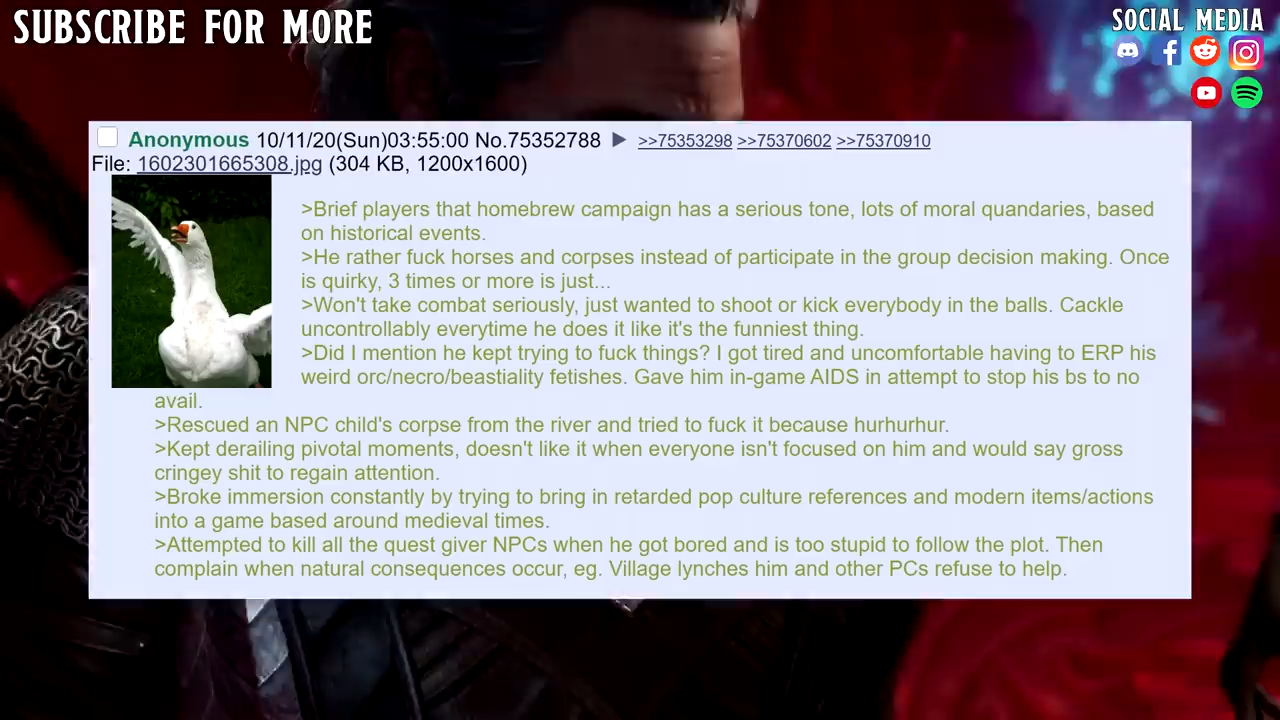 SUBSCRIBE FOR MORE
SOCIAL MEDIA
Anonymous 10/11/20(Sun)03:55:00 No.75352788 ▶ >>75353298 >>75370602 >>75370910
File: 1602301665308.jpg (304 KB, 1200x1600)
>Brief players that homebrew campaign has a serious tone, lots of moral quandaries, based
on historical events.
>He rather fuck horses and corpses instead of participate in the group decision making. Once
is quirky, 3 times or more is just...
>Won't take combat seriously, just wanted to shoot or kick everybody in the balls. Cackle
uncontrollably everytime he does it like it's the funniest thing.
>Did I mention he kept trying to fuck things? I got tired and uncomfortable having to ERP his
weird orc/necro/beastiality fetishes. Gave him in-game AIDS in attempt to stop his bs to no
avail.
>Rescued an NPC child's corpse from the river and tried to fuck it because hurhurhur.
>Kept derailing pivotal moments, doesn't like it when everyone isn't focused on him and would say gross
cringey shit to regain attention.
>Broke immersion constantly by trying to bring in retarded pop culture references and modern items/actions
into a game based around medieval times.
>Attempted to kill all the quest giver NPCs when he got bored and is too stupid to follow the plot. Then
complain when natural consequences occur, eg. Village lynches him and other PCs refuse to help.